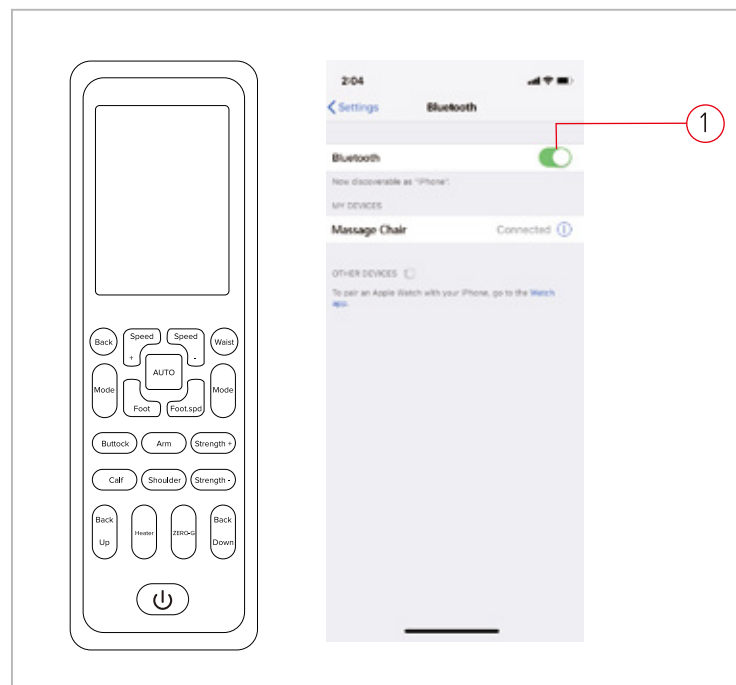 Back
Speed
+
Speed
-
Waist
Mode
AUTO
Mode
Foot
Foot.spd
Buttock
Arm
Strength +
Calf
Shoulder
Strength -
Back
Up
Heater
ZERO-G
Back
Down
2:04
Settings
Bluetooth
Bluetooth
Now discoverable as "iPhone".
MY DEVICES
Massage Chair
Connected
OTHER DEVICES
To pair an Apple Watch with your iPhone, go to the Watch
app.
1